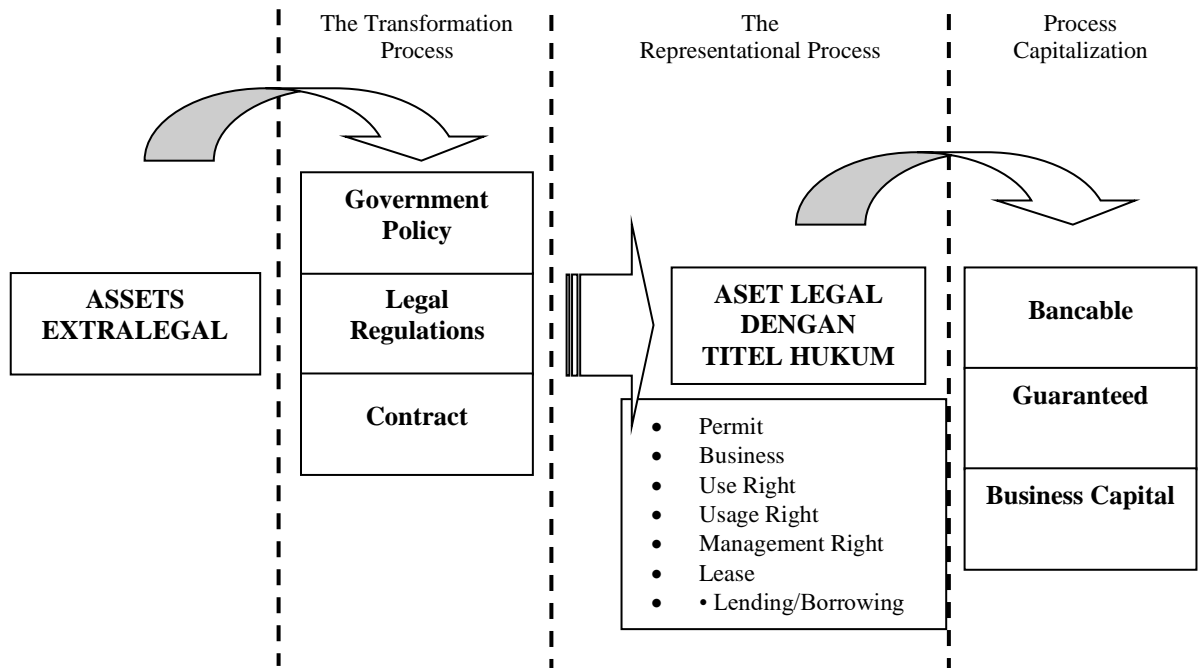 The Transformation
Process
The
Representational Process
Process
Capitalization
ASSETS
EXTRALEGAL
Government
Policy
Legal
Regulations
Contract
ASET LEGAL
DENGAN
TITEL HUKUM
• Permit
• Business
• Use Right
• Usage Right
• Management Right
• Lease
• • Lending/Borrowing
Bancable
Guaranteed
Business Capital